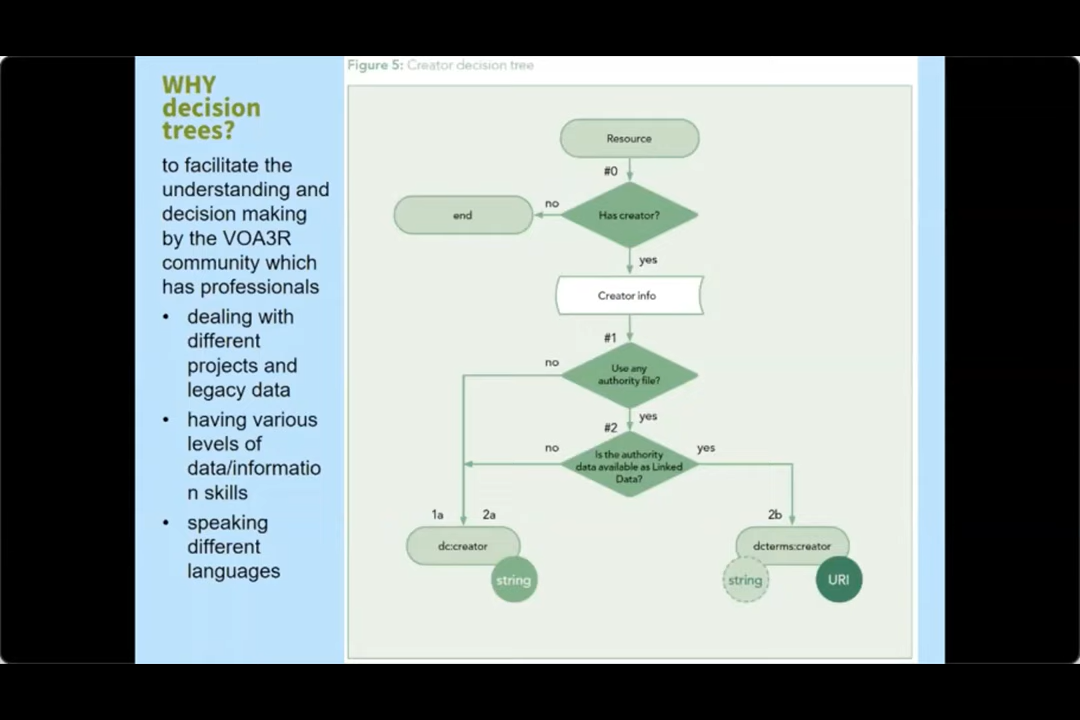 WHY
decision
trees?
to facilitate the
understanding and
decision making
by the VOA3R
community which
has professionals
• dealing with
different
projects and
legacy data
• having various
levels of
data/informatio
n skills
• speaking
different
languages
Figure 5: Creator decision tree
Resource
#0
Has creator?
no
end
yes
Creator info
#1
Use any
authority file?
no
yes
#2
Is the authority
data available as Linked
Data?
no
yes
1a
2a
2b
dc:creator
string
dcterms:creator
string
URI